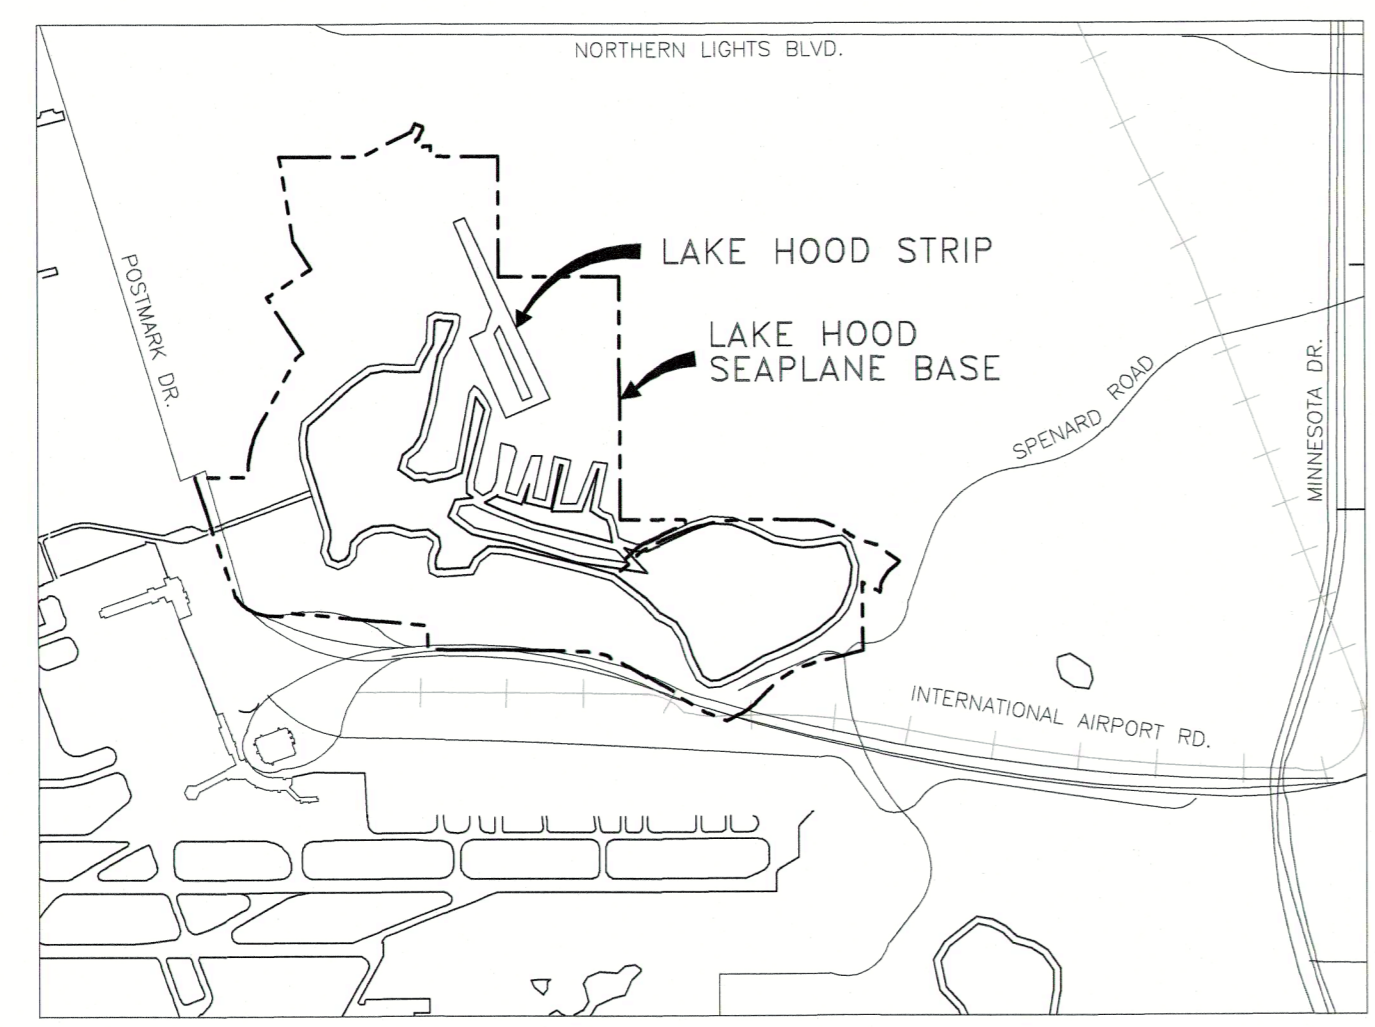 NORTHERN LIGHTS BLVD.
LAKE HOOD STRIP
POSTMARK DR.
LAKE HOOD
SEAPLANE BASE
SPENARD ROAD
MINNESOTA DR.
INTERNATIONAL AIRPORT RD.